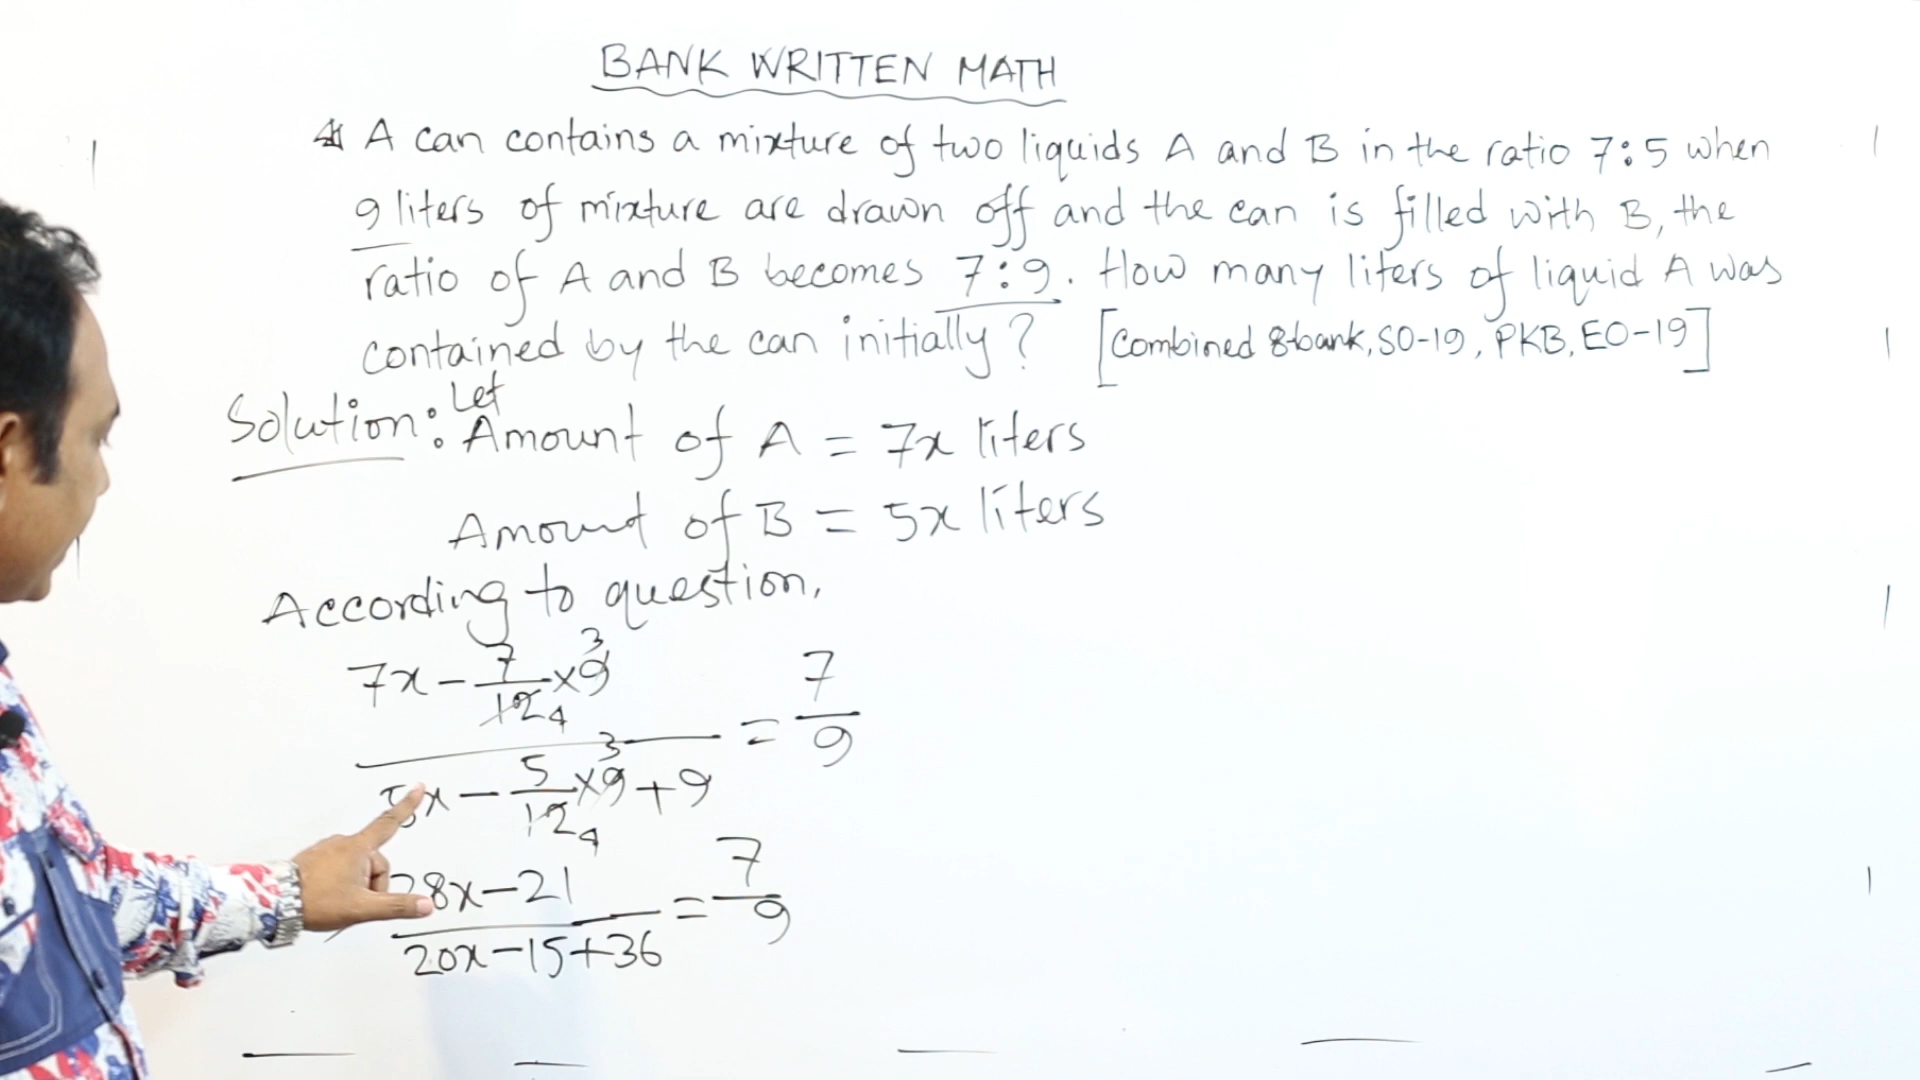 BANK WRITTEN MATH
A can contains a mixture of two liquids A and B in the ratio 7:5 when
9 liters of mixture are drawn off and the can is filled with B, the
ratio of A and B becomes 7:9. How many liters of liquid A was
contained by the can initially? [Combined 8-bank, SO-19, PKB, EO-19]
Solution: Let
Amount of A = 7x liters
Amount of B = 5x liters
According to question,
3
7x - 7/12 4 × 9 = 7
3
5x - 5/12 4 × 9 + 9 9
28x - 21 = 7
20x - 15 + 36 9